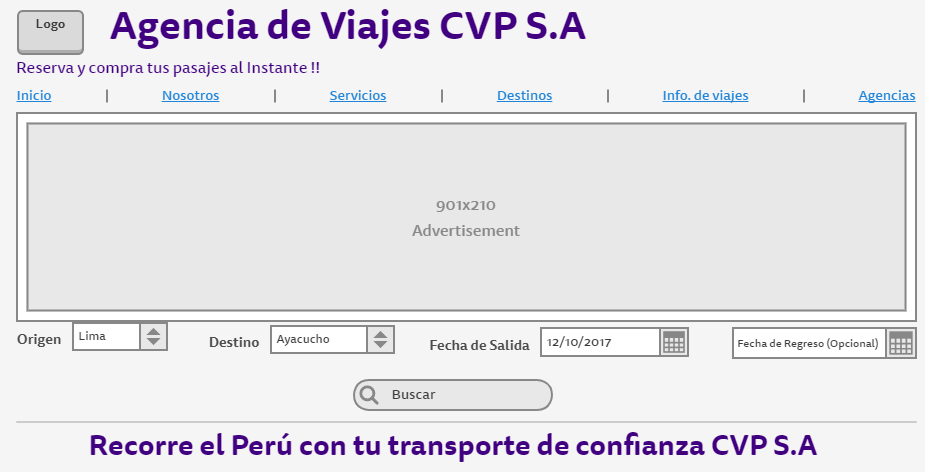 Logo
Agencia de Viajes CVP S.A
Reserva y compra tus pasajes al Instante !!
Inicio | Nosotros | Servicios | Destinos | Info. de viajes | Agencias
901x210
Advertisement
Origen Lima Destino Ayacucho Fecha de Salida 12/10/2017 Fecha de Regreso (Opcional)
Buscar
Recorre el Perú con tu transporte de confianza CVP S.A